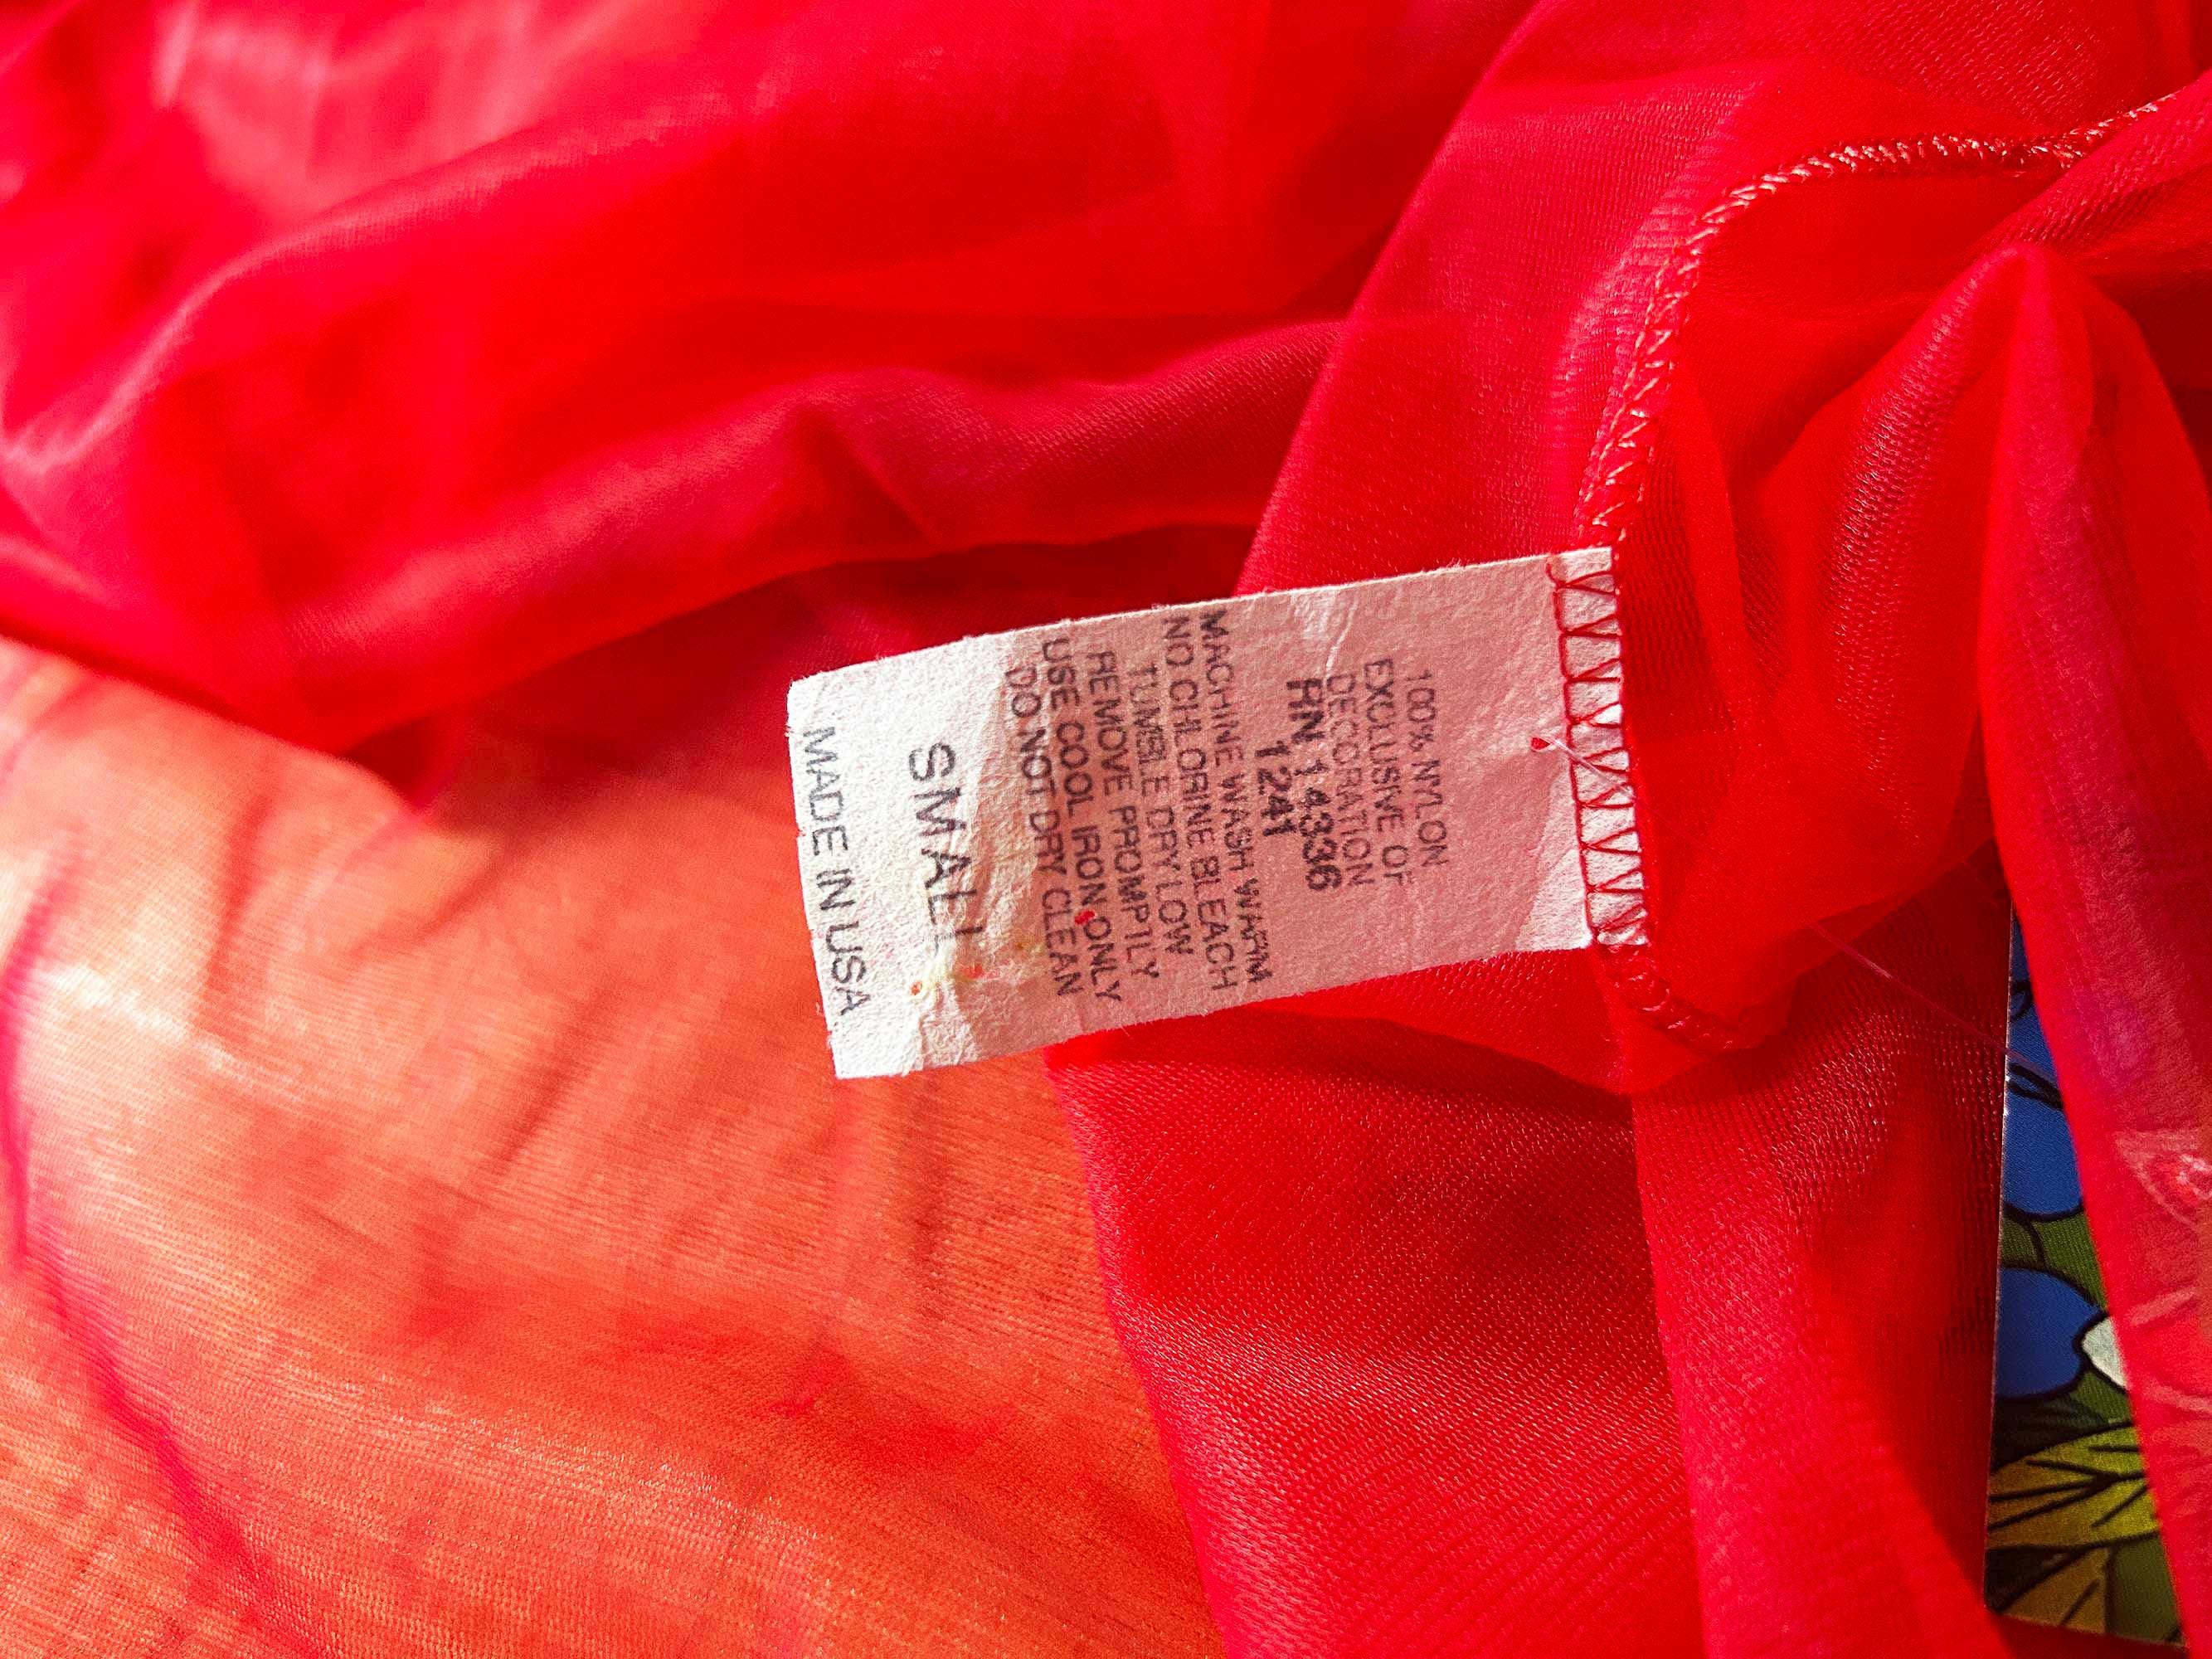 100% NYLON
EXCLUSIVE OF
DECORATION
RN 14336
1241
MACHINE WASH WARM
NO CHLORINE BLEACH
TUMBLE DRY LOW
REMOVE PROMPTLY
USE COOL IRON ONLY
DO NOT DRY CLEAN
SMALL
MADE IN USA